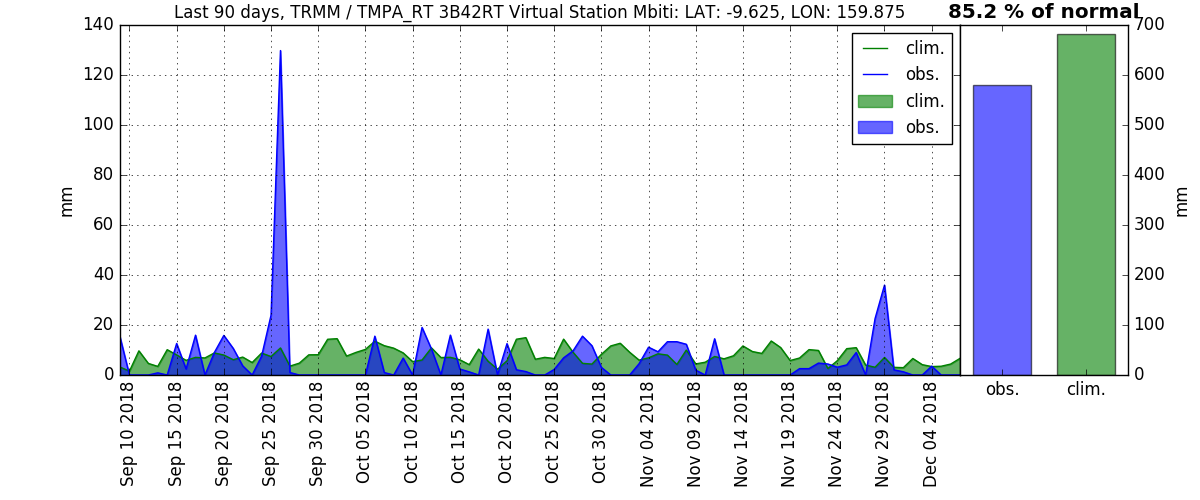 Last 90 days, TRMM / TMPA_RT 3B42RT Virtual Station Mbiti: LAT: -9.625, LON: 159.875
85.2 % of normal
mm
140
120
100
80
60
40
20
0
clim.
obs.
clim.
obs.
Sep 10 2018
Sep 15 2018
Sep 20 2018
Sep 25 2018
Sep 30 2018
Oct 05 2018
Oct 10 2018
Oct 15 2018
Oct 20 2018
Oct 25 2018
Oct 30 2018
Nov 04 2018
Nov 09 2018
Nov 14 2018
Nov 19 2018
Nov 24 2018
Nov 29 2018
Dec 04 2018
obs.
clim.
700
600
500
400
300
200
100
0
mm